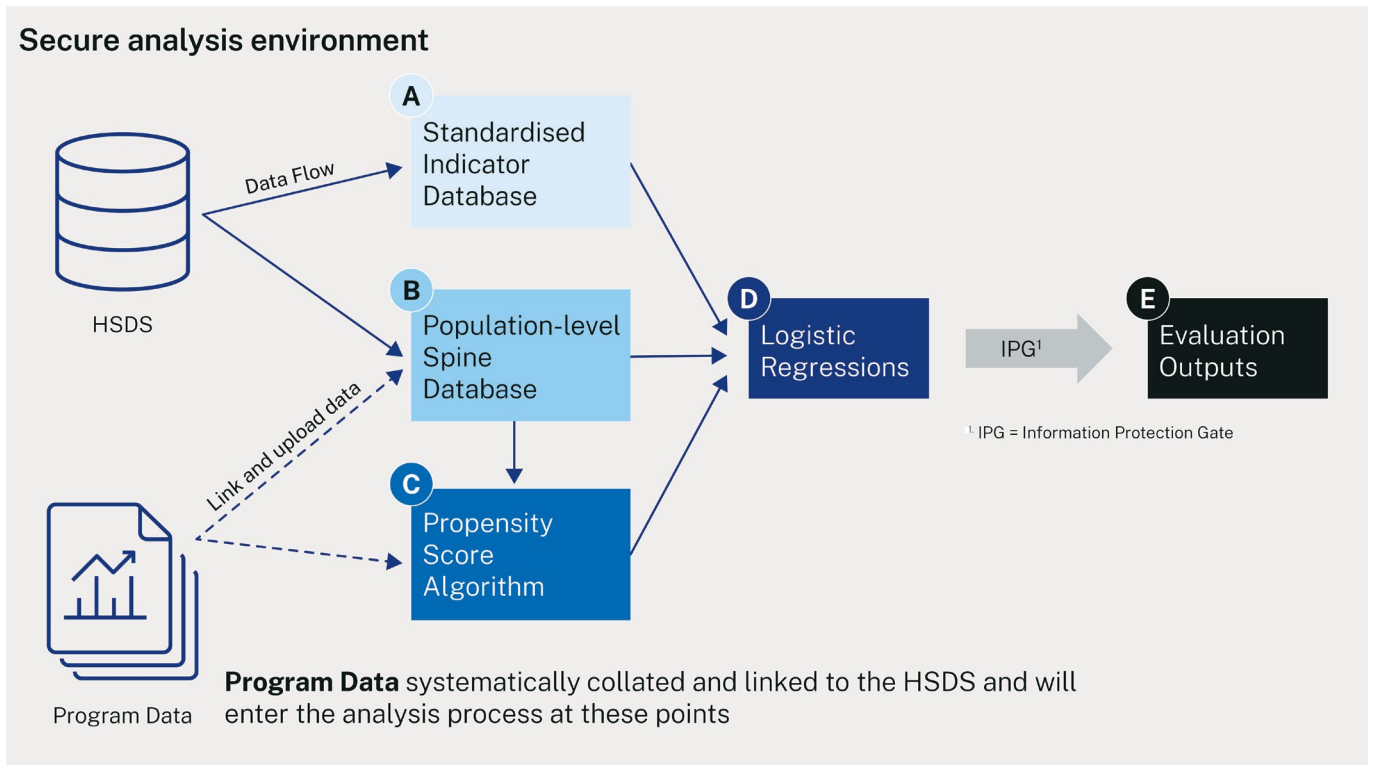 Secure analysis environment
A
Standardised
Indicator
Database
Data Flow
HSDS
B
Population-level
Spine
Database
D
Logistic
Regressions
IPG¹
E
Evaluation
Outputs
¹· IPG = Information Protection Gate
Link and upload data
C
Propensity
Score
Algorithm
Program Data
Program Data systematically collated and linked to the HSDS and will
enter the analysis process at these points